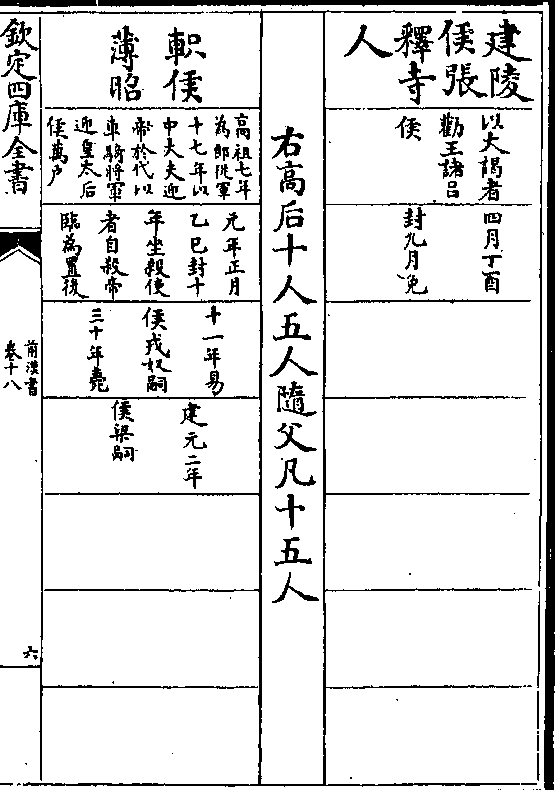 建陵
侯張
釋寺
人
以大謁者
勸王諸呂
侯
四月丁酉
封九月免
右高后十人五人隨父凡十五人
軹侯
薄昭
高祖七年
為郎從軍
十七年以
中大夫迎
帝於代以
車騎將軍
迎皇太后
侯萬户
元年正月
乙巳封十
年坐殺使
者自殺帝
臨為置後
十一年易
侯戎奴嗣
三十年薨
建元二年
侯梁嗣
欽定四庫全書
前漢書
卷十八
六